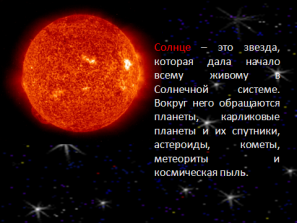 Солнце – это звезда,
которая дала начало
всему живому в
Солнечной системе.
Вокруг него обращаются
планеты, карликовые
планеты и их спутники,
астероиды, кометы,
метеориты и
космическая пыль.